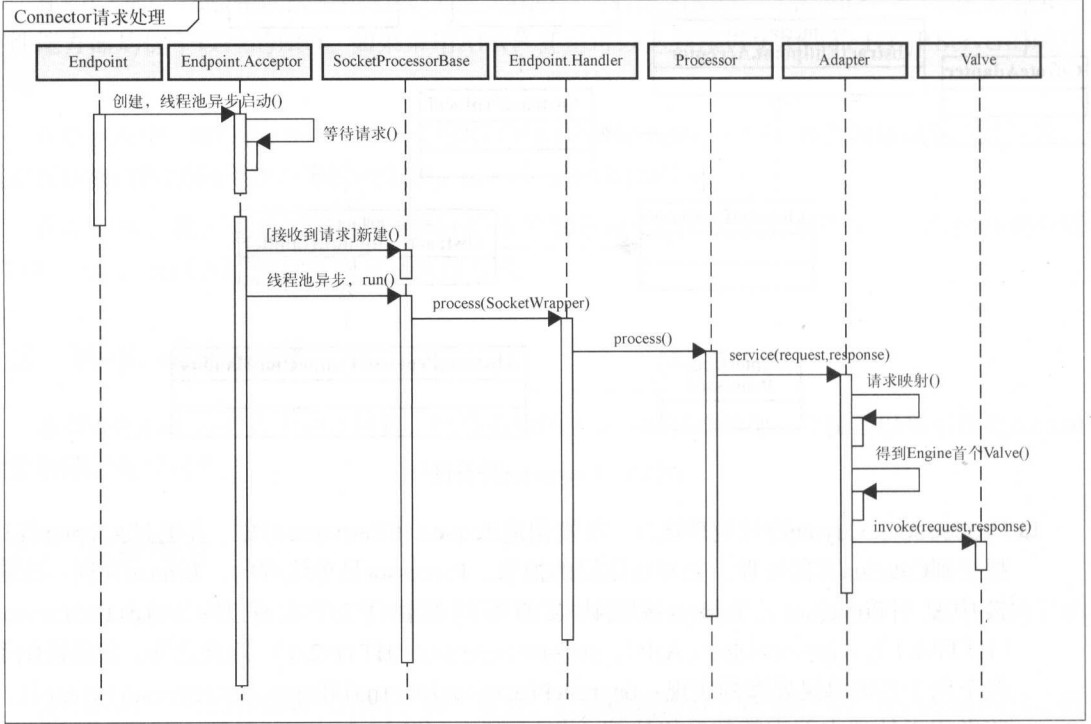 Connector请求处理
Endpoint
Endpoint.Acceptor
SocketProcessorBase
Endpoint.Handler
Processor
Adapter
Valve
创建，线程池异步启动()
等待请求()
[接收到请求]新建()
线程池异步，run()
process(SocketWrapper)
process()
service(request,response)
请求映射()
得到Engine首个Valve()
invoke(request,response)